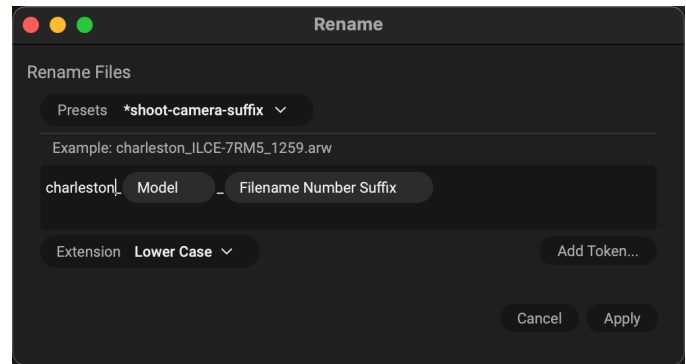 Rename
Rename Files
Presets *shoot-camera-suffix
Example: charleston_ILCE-7RM5_1259.arw
charleston_ Model _ Filename Number Suffix
Extension Lower Case
Add Token...
Cancel Apply